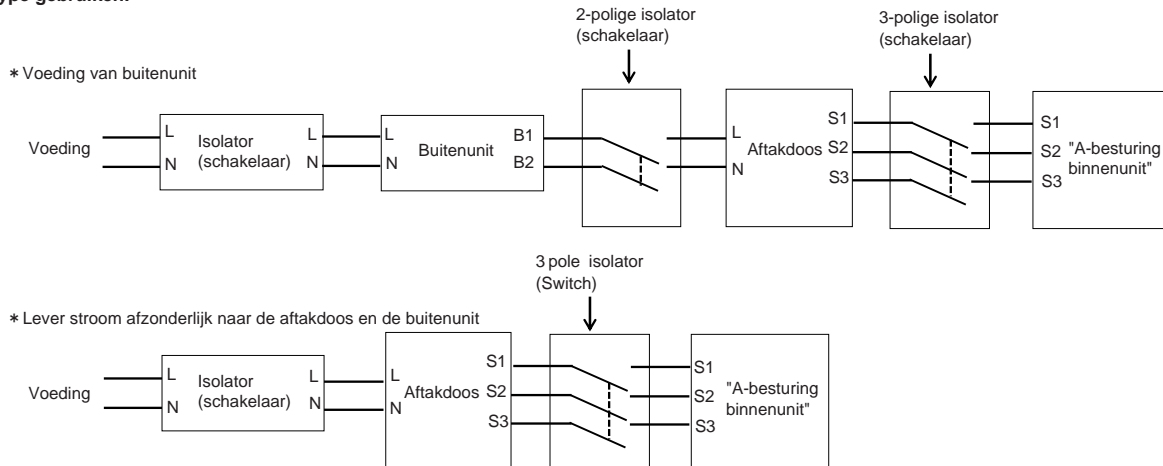 type gebruiken.
2-polige isolator
(schakelaar)
3-polige isolator
(schakelaar)
* Voeding van buitenunit
Voeding
L
N
Isolator
(schakelaar)
L
N
L
N
Buitenunit
B1
B2
L
N
Aftakdoos
S1
S2
S3
S1
S2
S3
"A-besturing
binnenunit"
3 pole isolator
(Switch)
* Lever stroom afzonderlijk naar de aftakdoos en de buitenunit
Voeding
L
N
Isolator
(schakelaar)
L
N
L
N
Aftakdoos
S1
S2
S3
S1
S2
S3
"A-besturing
binnenunit"